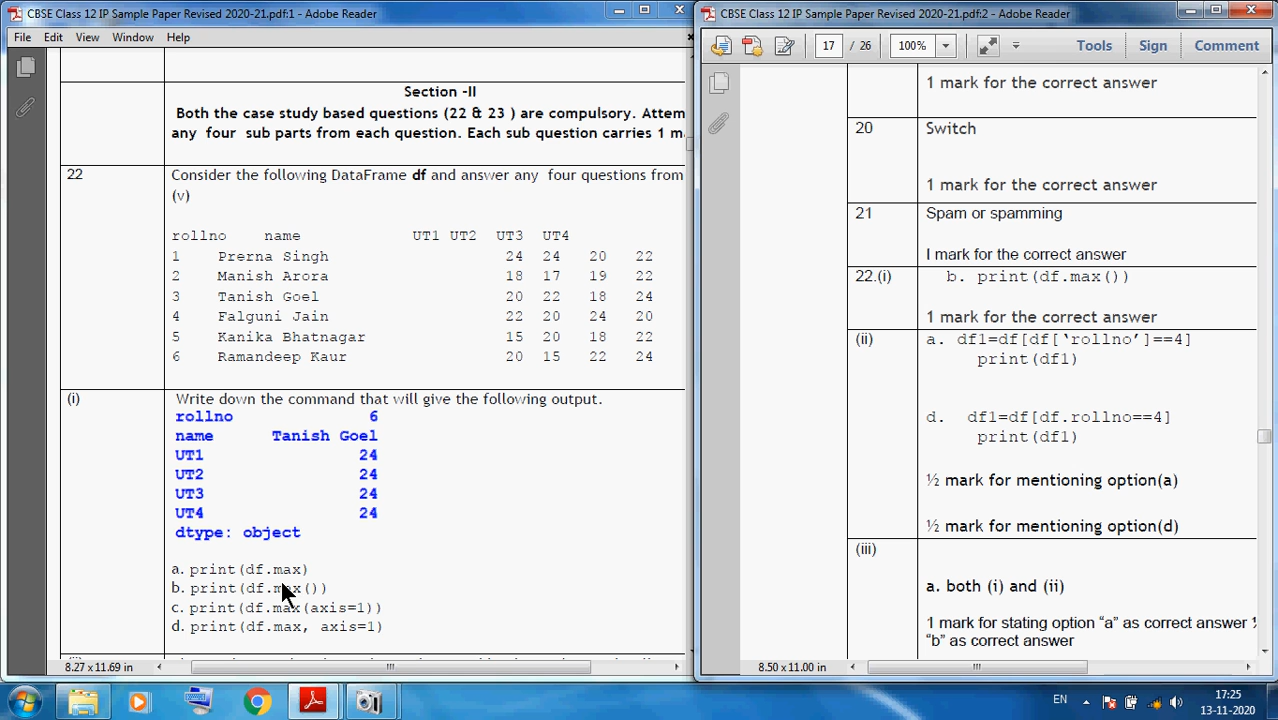 CBSE Class 12 IP Sample Paper Revised 2020-21.pdf:1 - Adobe Reader
File Edit View Window Help
Section -II
Both the case study based questions (22 & 23 ) are compulsory. Attem
any four sub parts from each question. Each sub question carries 1 m
22 Consider the following DataFrame df and answer any four questions from
(v)
rollno name UT1 UT2 UT3 UT4
1 Prerna Singh 24 24 20 22
2 Manish Arora 18 17 19 22
3 Tanish Goel 20 22 18 24
4 Falguni Jain 22 20 24 20
5 Kanika Bhatnagar 15 20 18 22
6 Ramandeep Kaur 20 15 22 24
(i) Write down the command that will give the following output.
rollno 6
name Tanish Goel
UT1 24
UT2 24
UT3 24
UT4 24
dtype: object
a. print(df.max)
b. print(df.max())
c. print(df.max(axis=1))
d. print(df.max, axis=1)
8.27 x 11.69 in
CBSE Class 12 IP Sample Paper Revised 2020-21.pdf:2 - Adobe Reader
17 / 26 100% Tools Sign Comment
1 mark for the correct answer
20 Switch
1 mark for the correct answer
21 Spam or spamming
I mark for the correct answer
22.(i) b. print(df.max())
1 mark for the correct answer
(ii) a. df1=df[df[‘rollno’]==4]
print(df1)
d. df1=df[df.rollno==4]
print(df1)
½ mark for mentioning option(a)
½ mark for mentioning option(d)
(iii)
a. both (i) and (ii)
1 mark for stating option “a” as correct answer
“b” as correct answer
8.50 x 11.00 in
EN 17:25
13-11-2020